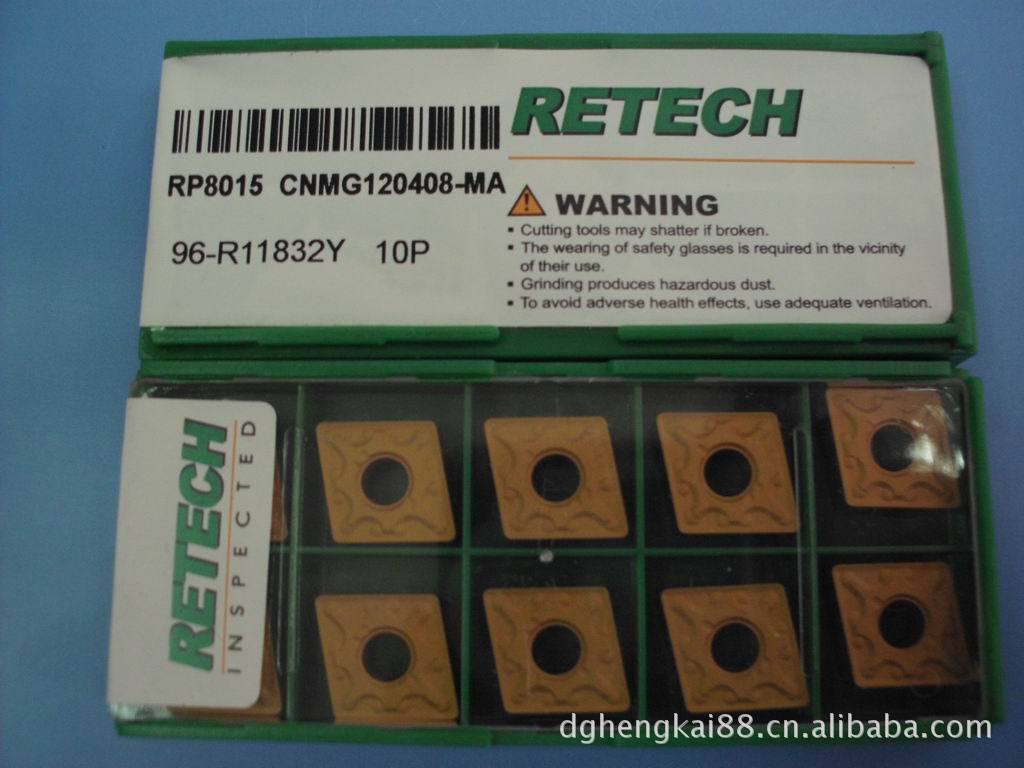 RETECH
RP8015 CNMG120408-MA
96-R11832Y 10P
WARNING
▪ Cutting tools may shatter if broken.
▪ The wearing of safety glasses is required in the vicinity
of their use.
▪ Grinding produces hazardous dust.
▪ To avoid adverse health effects, use adequate ventilation.
RETECH
INSPECTED
dghengkai88.cn.alibaba.com